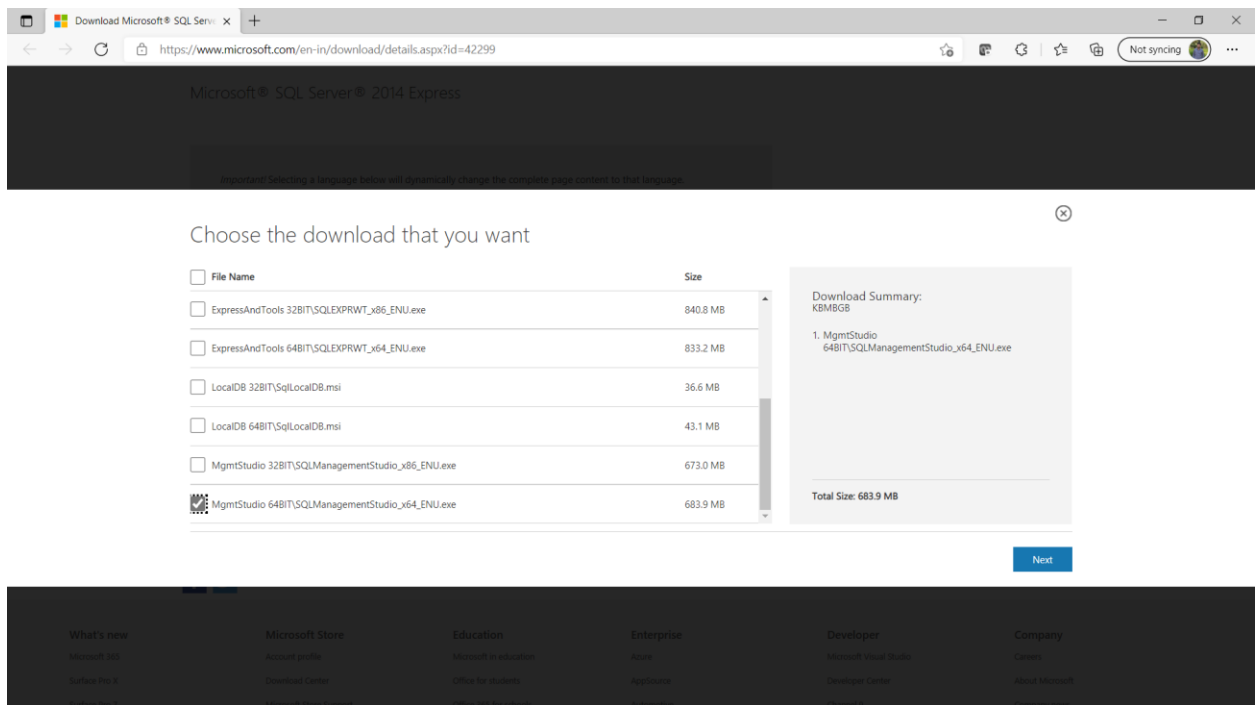 Download Microsoft® SQL Serve
https://www.microsoft.com/en-in/download/details.aspx?id=42299
Not syncing
Microsoft® SQL Server® 2014 Express
Important! Selecting a language below will dynamically change the complete page content to that language.
Choose the download that you want
File Name Size
ExpressAndTools 32BIT\SQLEXPRWT_x86_ENU.exe 840.8 MB
ExpressAndTools 64BIT\SQLEXPRWT_x64_ENU.exe 833.2 MB
LocalDB 32BIT\SqlLocalDB.msi 36.6 MB
LocalDB 64BIT\SqlLocalDB.msi 43.1 MB
MgmtStudio 32BIT\SQLManagementStudio_x86_ENU.exe 673.0 MB
MgmtStudio 64BIT\SQLManagementStudio_x64_ENU.exe 683.9 MB
Download Summary:
KBMBGB
1. MgmtStudio
64BIT\SQLManagementStudio_x64_ENU.exe
Total Size: 683.9 MB
Next
What's new Microsoft Store Education Enterprise Developer Company
Microsoft 365 Account profile Microsoft in education Azure Microsoft Visual Studio Careers
Surface Pro X Download Center Office for students AppSource Developer Center About Microsoft